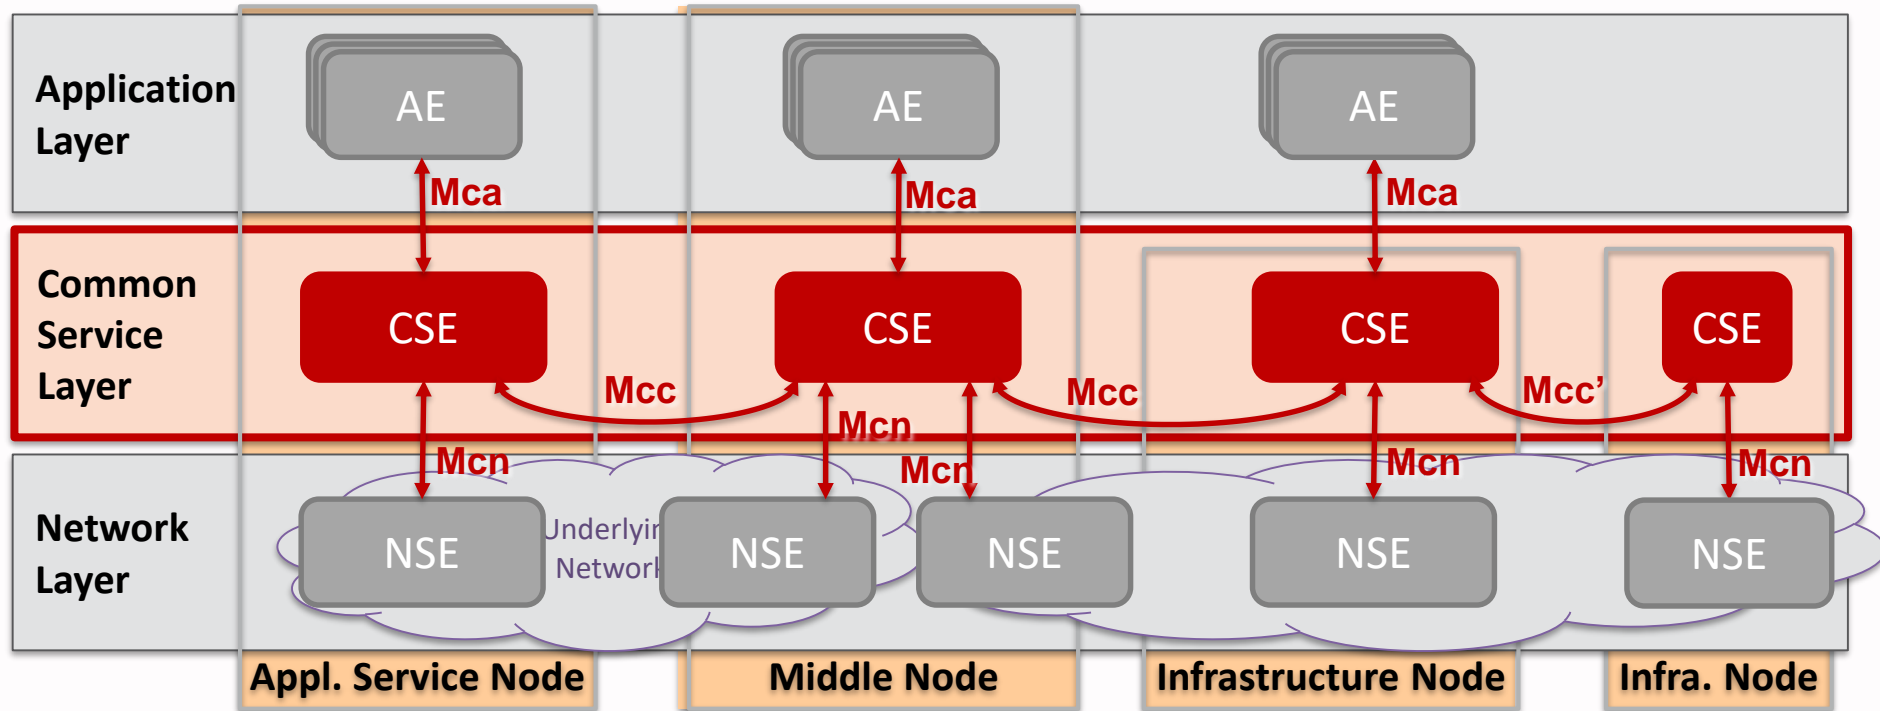 Application
Layer
AE
AE
AE
Mca
Mca
Mca
Common
Service
Layer
CSE
CSE
CSE
CSE
Mcc
Mcc
Mcc’
Mcn
Mcn
Mcn
Mcn
Mcn
Network
Layer
NSE
Underlyin
Network
NSE
NSE
NSE
NSE
Appl. Service Node
Middle Node
Infrastructure Node
Infra. Node